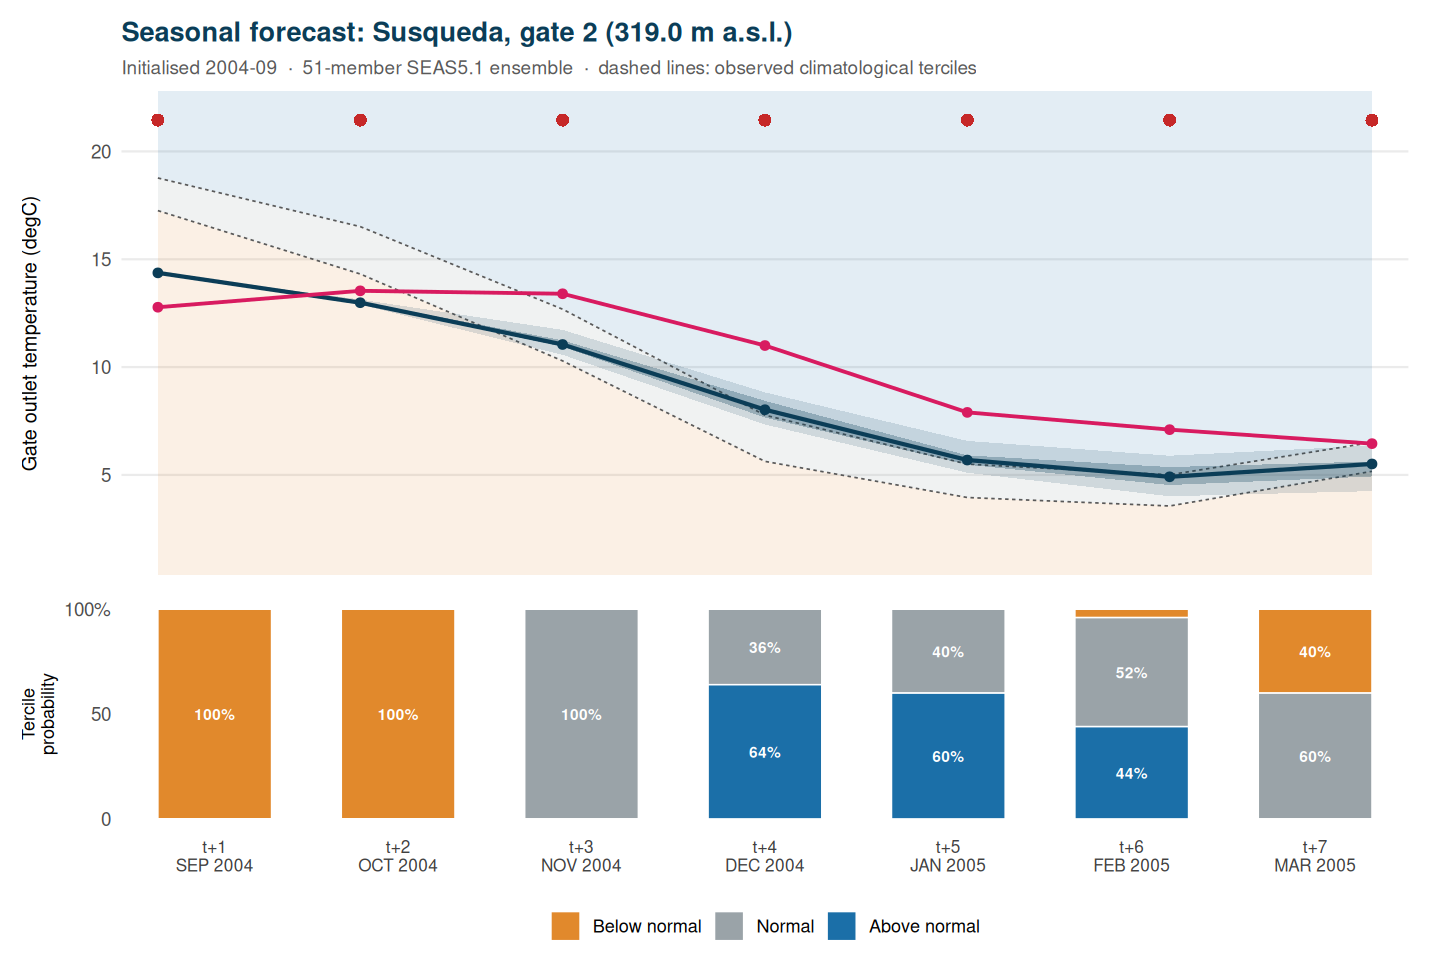 Seasonal forecast: Susqueda, gate 2 (319.0 m a.s.l.)
Initialised 2004-09 · 51-member SEAS5.1 ensemble · dashed lines: observed climatological terciles
Gate outlet temperature (degC)
20
15
10
5
Tercile
probability
100%
50
0
100%
100%
100%
36%
64%
40%
60%
52%
44%
40%
60%
t+1
SEP 2004
t+2
OCT 2004
t+3
NOV 2004
t+4
DEC 2004
t+5
JAN 2005
t+6
FEB 2005
t+7
MAR 2005
Below normal
Normal
Above normal